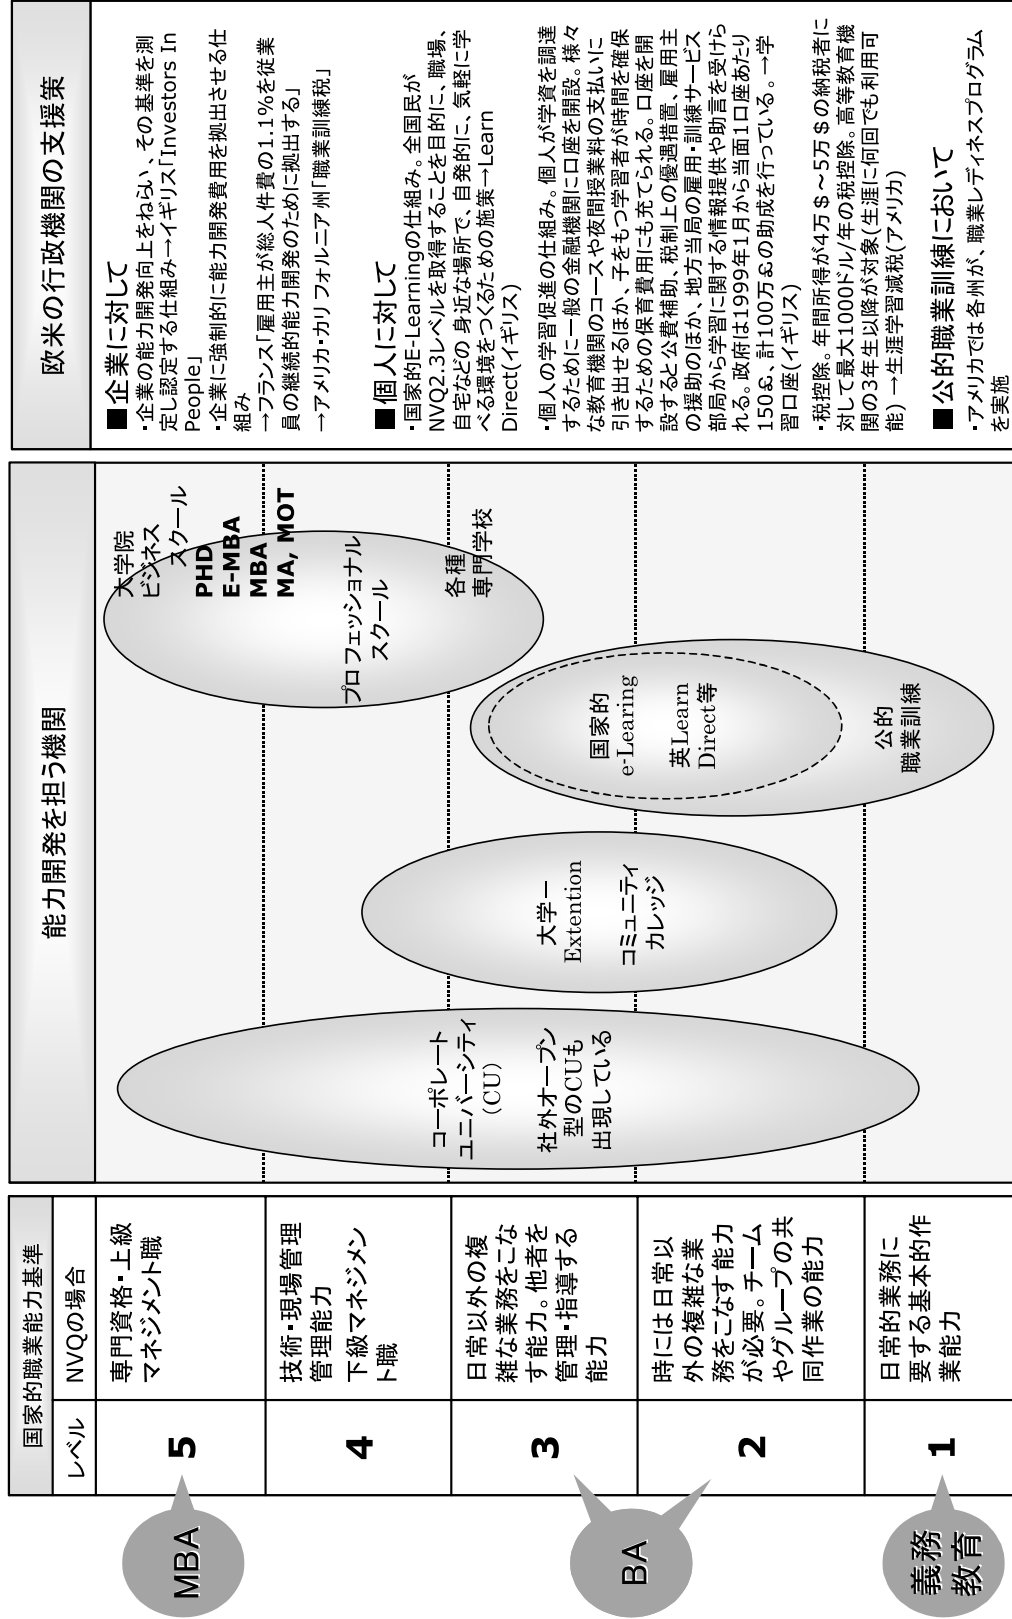 国家的職業能力基準
レベル
NVQの場合
5
専門資格・上級
マネジメント職
4
技術・現場管理
管理能力
下級マネジメン
ト職
3
日常以外の複
雑な業務をこな
す能力。他者を
管理・指導する
能力
2
時には日常以
外の複雑な業
務をこなす能力
が必要。チーム
やグループの共
同作業の能力
1
日常的業務に
要する基本的作
業能力
MBA
BA
義務
教育
能力開発を担う機関
コーポレート
ユニバーシティ
(CU)
社外オープン
型のCUも
出現している
大学ー
Extention
コミュニティ
カレッジ
国家的
e-Learing
英Learn
Direct等
公的
職業訓練
大学院
ビジネス
スクール
PHD
E-MBA
MBA
MA, MOT
プロフェッショナル
スクール
各種
専門学校
欧米の行政機関の支援策
■企業に対して
・企業の能力開発向上をねらい、その基準を測
定し認定する仕組み→イギリス「Investors In
People」
・企業に強制的に能力開発費用を拠出させる仕
組み
→フランス「雇用主が総人件費の1.1%を従業
員の継続的能力開発のために拠出する」
→アメリカ・カリフォルニア州「職業訓練税」
■個人に対して
・国家的E-Learningの仕組み。全国民が
NVQ2.3レベルを取得することを目的に、職場、
自宅などの身近な場所で、自発的に、気軽に学
べる環境をつくるための施策→Learn
Direct(イギリス)
・個人の学習促進の仕組み。個人が学資を調達
するために一般の金融機関に口座を開設。様々
な教育機関のコースや夜間授業料の支払いに
引き出せるほか、子をもつ学習者が時間を確保
するための保育費用にも充てられる。口座を開
設すると公費補助、税制上の優遇措置、雇用主
の援助のほか、地方当局の雇用・訓練サービス
部局から学習に関する情報提供や助言を受けら
れる。政府は1999年1月から当面1口座あたり
150￡、計100万￡の助成を行っている。→学
習口座(イギリス)
・税控除。年間所得が4万＄～5万＄の納税者に
対して最大1000ドル/年の税控除。高等教育機
関の3年生以降が対象(生涯に何回でも利用可
能)→生涯学習減税(アメリカ)
■公的職業訓練において
・アメリカでは各州が、職業レディネスプログラム
を実施